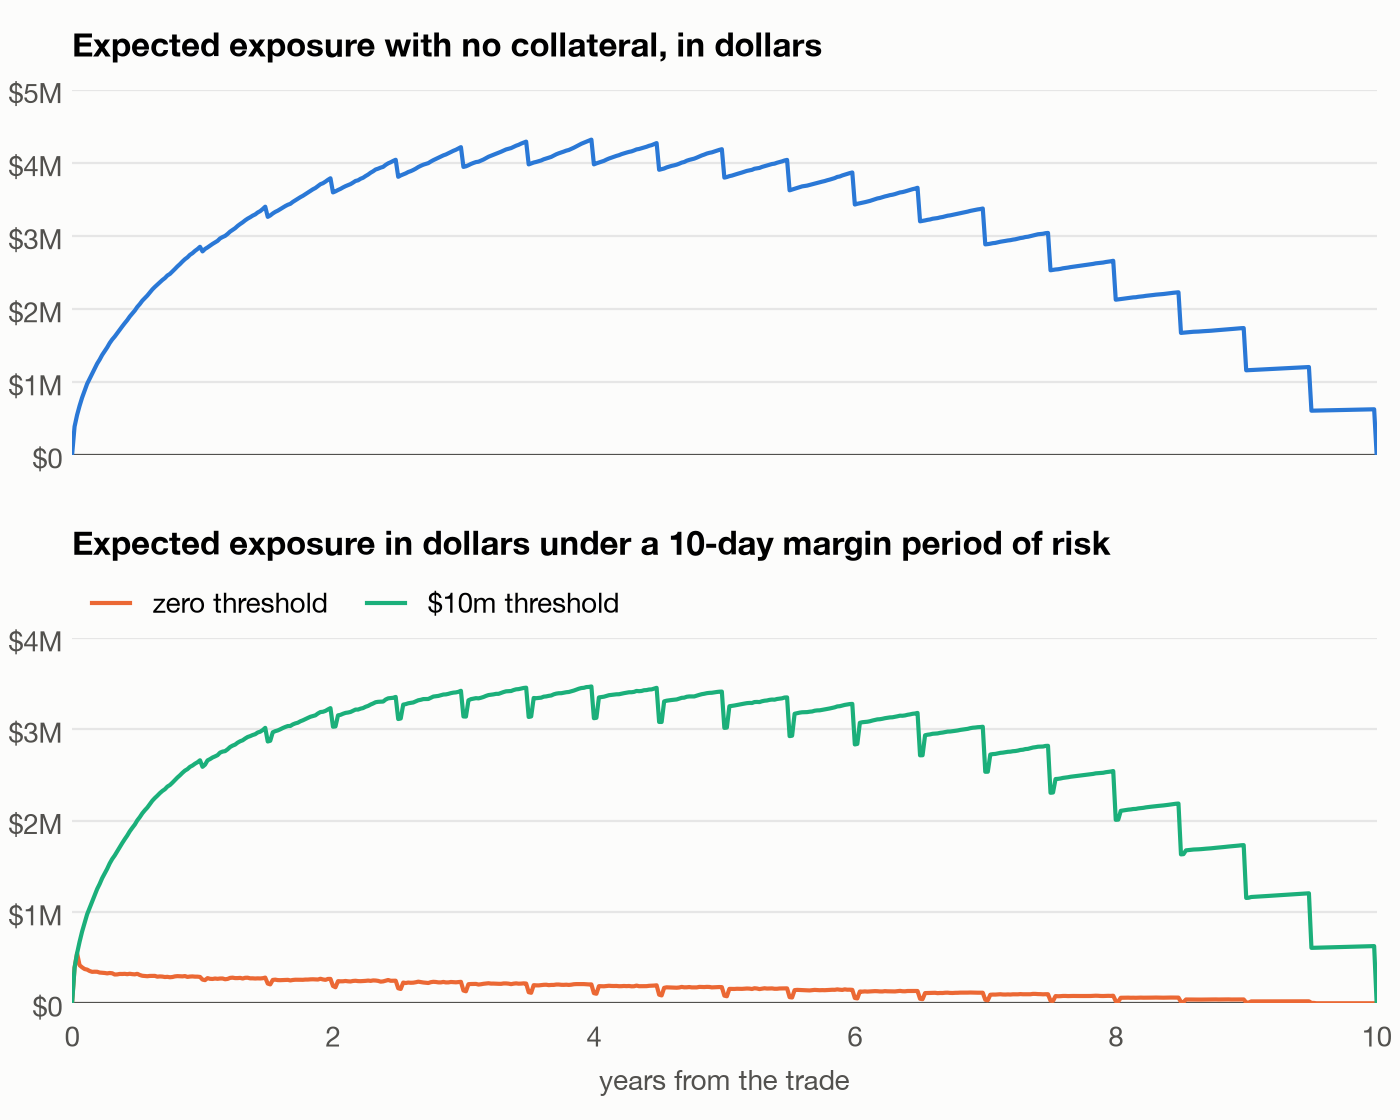 Expected exposure with no collateral, in dollars
$5M
$4M
$3M
$2M
$1M
$0
Expected exposure in dollars under a 10-day margin period of risk
zero threshold $10m threshold
$4M
$3M
$2M
$1M
$0
0 2 4 6 8 10
years from the trade